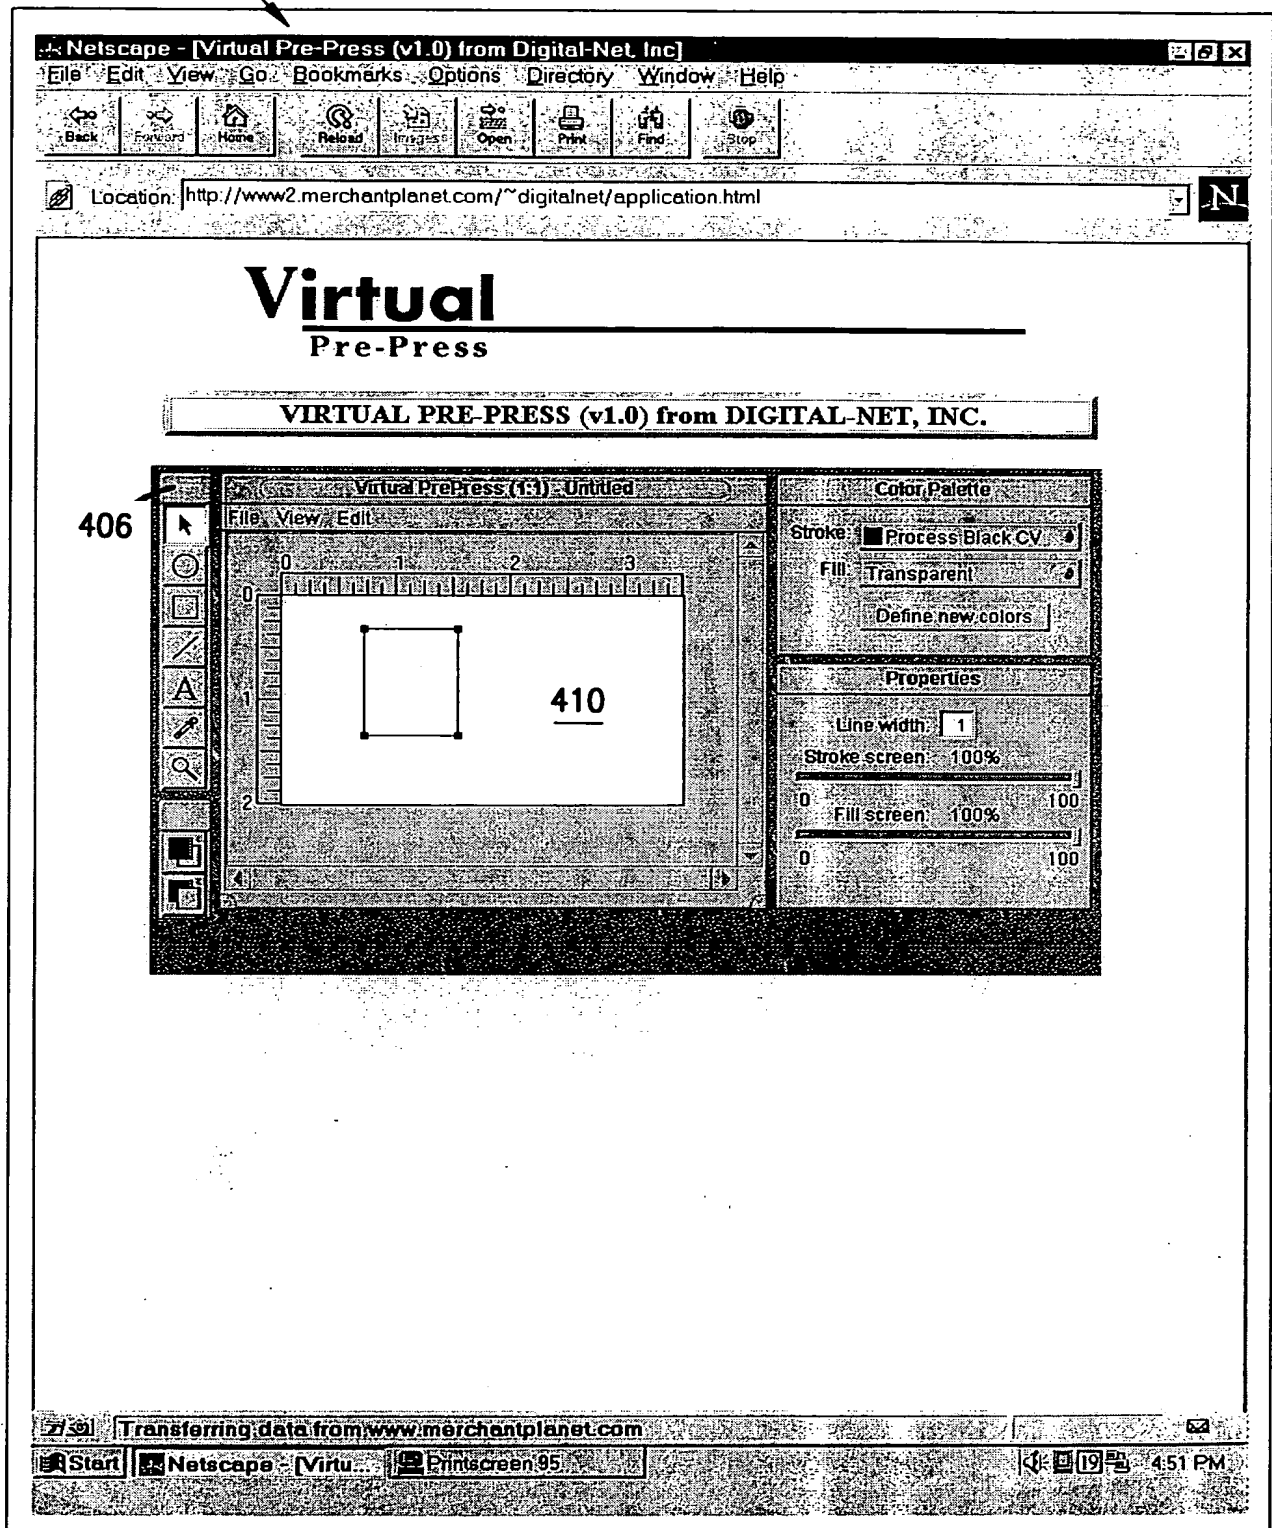 Netscape - [Virtual Pre-Press (v1.0) from Digital-Net, Inc]
File Edit View Go Bookmarks Options Directory Window Help
Back Forward Home Reload Images Open Print Find Stop
Location: http://www2.merchantplanet.com/~digitalnet/application.html
N
Virtual
Pre-Press
VIRTUAL PRE-PRESS (v1.0) from DIGITAL-NET, INC.
406
Virtual PrePress (1:1) - Untitled
File View Edit
0 1 2 3
0
1
2
A
410
Color Palette
Stroke: Process Black CV
Fill: Transparent
Define new colors
Properties
Line width: 1
Stroke screen: 100%
0 100
Fill screen: 100%
0 100
Transferring data from www.merchantplanet.com
Start Netscape - [Virtu... Printscreen 95 19 4:51 PM